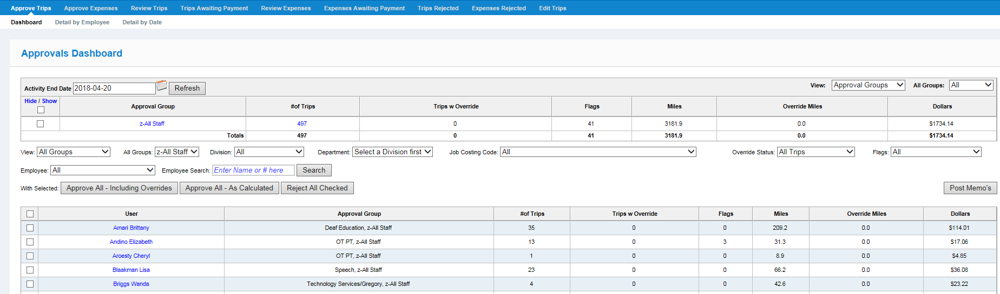 Approve Trips Approve Expenses Review Trips Trips Awaiting Payment Review Expenses Expenses Awaiting Payment Trips Rejected Expenses Rejected Edit Trips
Dashboard Detail by Employee Detail by Date
Approvals Dashboard
Activity End Date 2018-04-20 Refresh View: Approval Groups All Groups: All
Hide / Show Approval Group #of Trips Trips w Override Flags Miles Override Miles Dollars
z-All Staff 497 0 41 3181.9 0.0 $1734.14
Totals 497 0 41 3181.9 0.0 $1734.14
View: All Groups All Groups: z-All Staff Division: All Department: Select a Division first Job Costing Code: All Override Status: All Trips Flags: All
Employee: All Employee Search: Enter Name or # here Search
With Selected: Approve All - Including Overrides Approve All - As Calculated Reject All Checked Post Memo's
User Approval Group #of Trips Trips w Override Flags Miles Override Miles Dollars
Amari Brittany Deaf Education, z-All Staff 35 0 0 209.2 0.0 $114.01
Andino Elizabeth OT PT, z-All Staff 13 0 3 31.3 0.0 $17.06
Aroesty Cheryl OT PT, z-All Staff 1 0 0 8.9 0.0 $4.85
Blaakman Lisa Speech, z-All Staff 23 0 0 66.2 0.0 $36.08
Briggs Wanda Technology Services/Gregory, z-All Staff 4 0 0 42.6 0.0 $23.22